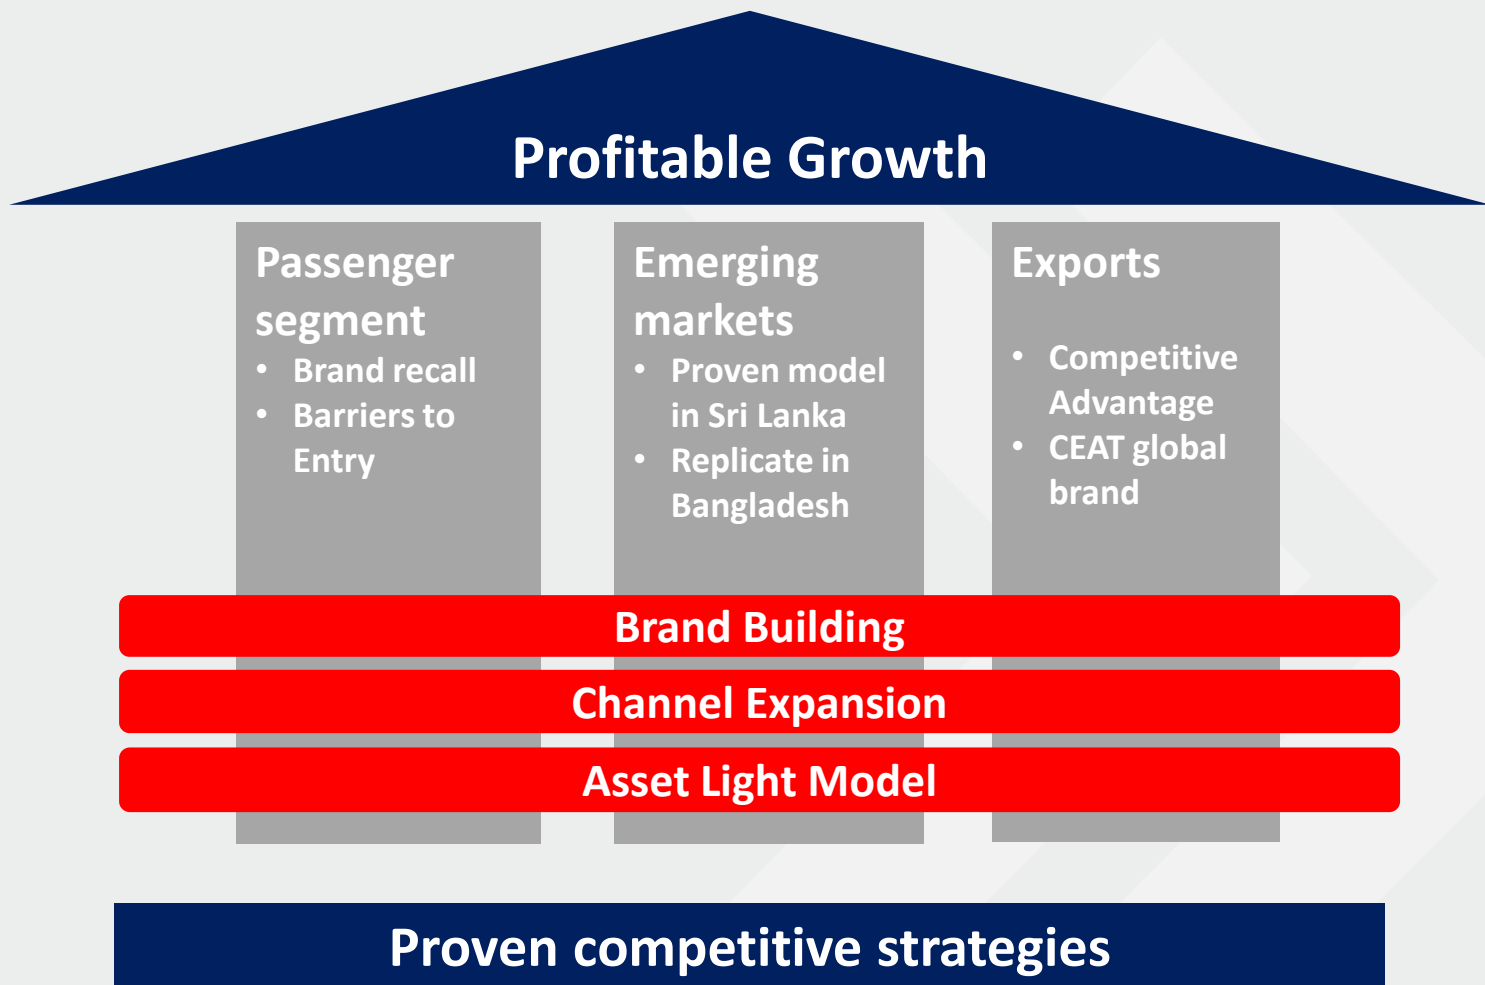 Profitable Growth
Passenger
segment
• Brand recall
• Barriers to
Entry
Emerging
markets
• Proven model
in Sri Lanka
• Replicate in
Bangladesh
Exports
• Competitive
Advantage
• CEAT global
brand
Brand Building
Channel Expansion
Asset Light Model
Proven competitive strategies